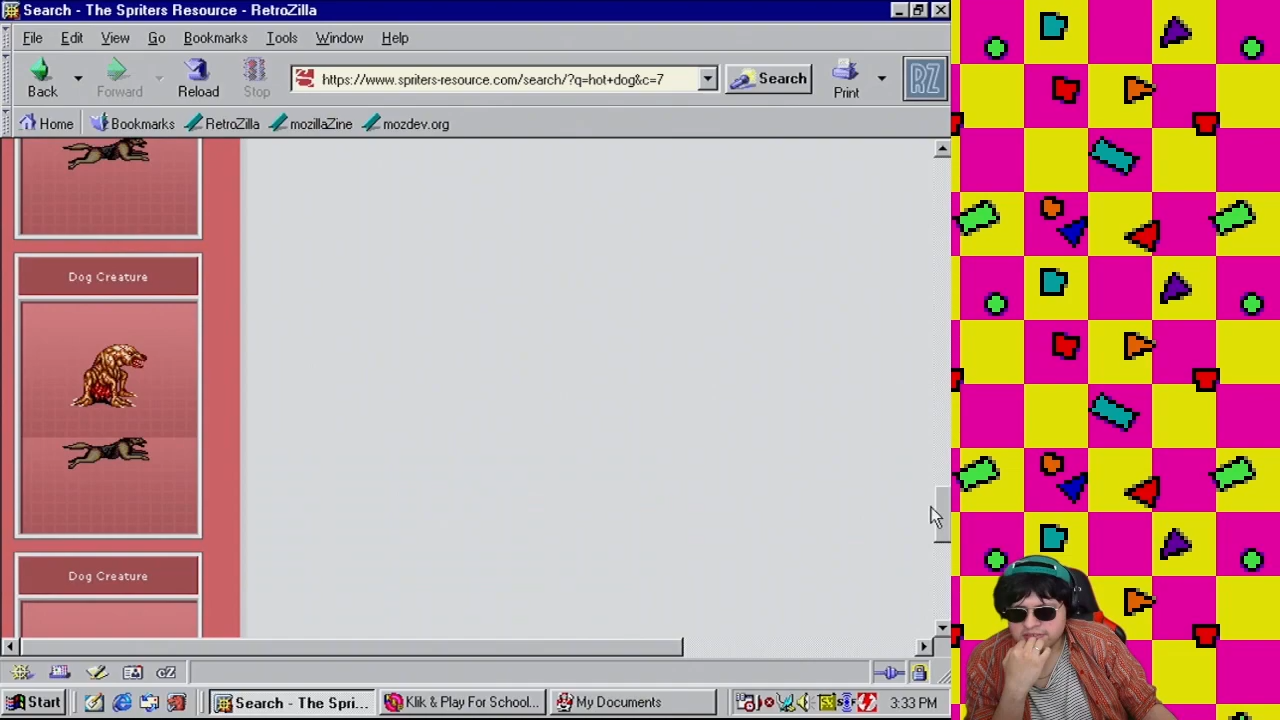 Search - The Spriters Resource - RetroZilla
File Edit View Go Bookmarks Tools Window Help
Back Forward Reload Stop https://www.spriters-resource.com/search/?q=hot+dog&c=7 Search Print RZ
Home Bookmarks RetroZilla mozillaZine mozdev.org
Dog Creature
Dog Creature
Start Search - The Spri... Klik & Play For School... My Documents 3:33 PM